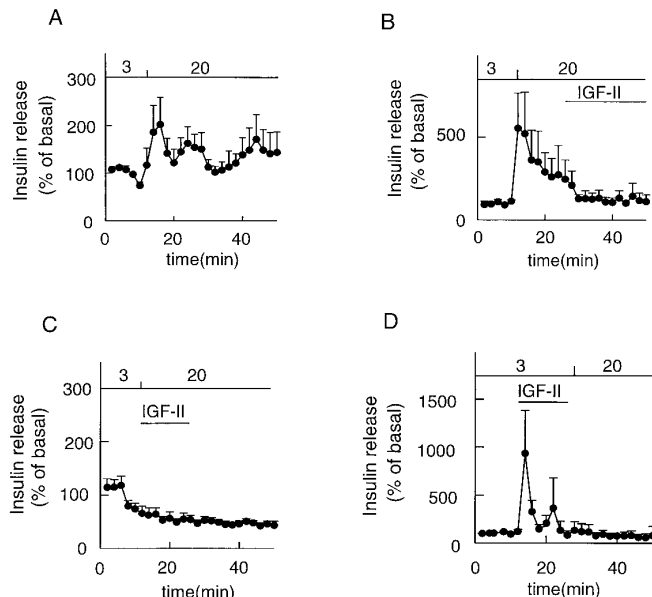 A
3 20
Insulin release
(% of basal)
300
200
100
0
0 20 40
time(min)
B
3 20
IGF-II
Insulin release
(% of basal)
500
0
0 20 40
time(min)
C
3 20
IGF-II
Insulin release
(% of basal)
300
200
100
0
0 20 40
time(min)
D
3 20
IGF-II
Insulin release
(% of basal)
1500
1000
500
0
0 20 40
time(min)